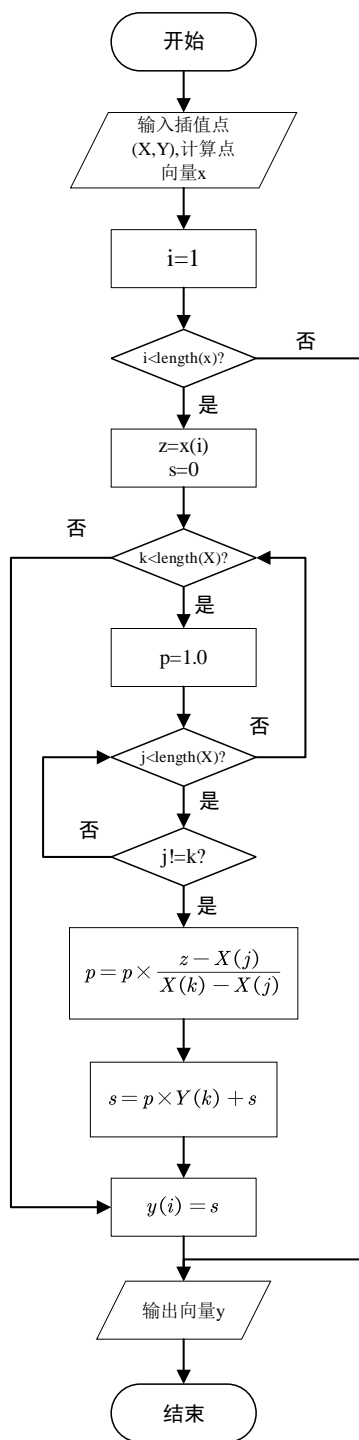 开始
输入插值点
(X,Y),计算点
向量x
i=1
i<length(x)?
否
是
z=x(i)
s=0
否
k<length(X)?
是
p=1.0
否
j<length(X)?
是
否
j!=k?
是
p = p × \frac{z − X(j)}{X(k) − X(j)}
s = p × Y(k) + s
y(i) = s
输出向量y
结束